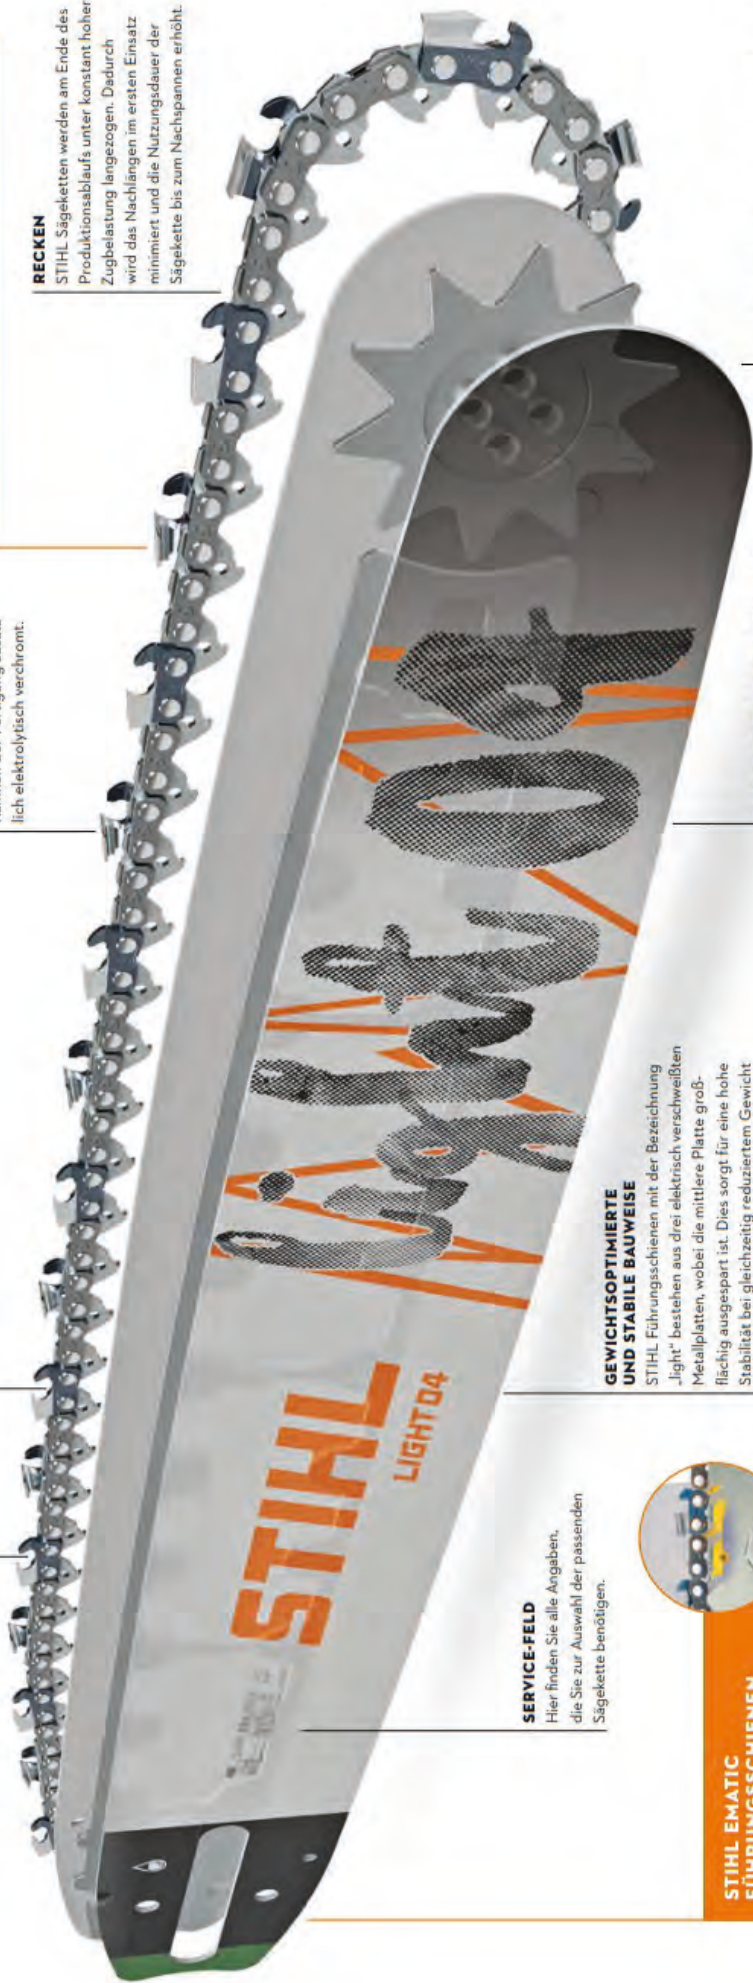 lich elektrolytisch verchromt.
RECKEN
STIHL Sägeketten werden am Ende des
Produktionsablaufs unter konstant hoher
Zugbelastung langezogen. Dadurch
wird das Nachlängen im ersten Einsatz
minimiert und die Nutzungsdauer der
Sägekette bis zum Nachspannen erhöht.
STIHL
LIGHT 04
Light 04
SERVICE-FELD
Hier finden Sie alle Angaben,
die Sie zur Auswahl der passenden
Sägekette benötigen.
GEWICHTSOPTIMIERTE
UND STABILE BAUWEISE
STIHL Führungsschienen mit der Bezeichnung
„light“ bestehen aus drei elektrisch verschweißten
Metallplatten, wobei die mittlere Platte groß-
flächig ausgespart ist. Dies sorgt für eine hohe
Stabilität bei gleichzeitig reduziertem Gewicht
STIHL EMATIC
FÜHRUNGSSCHIENEN